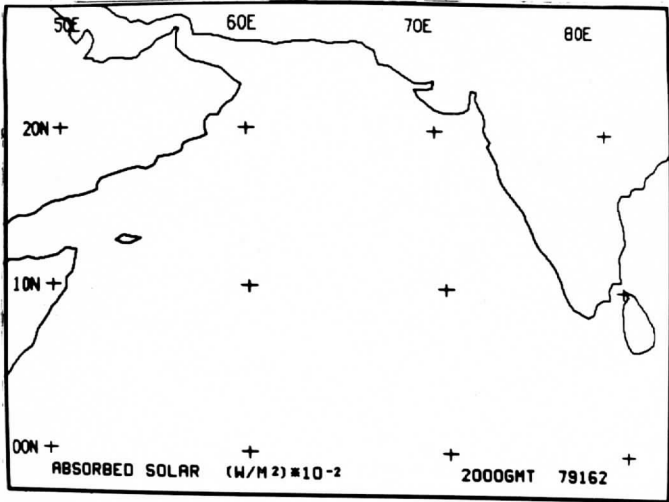 50E 60E 70E 80E
20N
10N
00N
ABSORBED SOLAR (W/M2)*10-2 2000GMT 79162